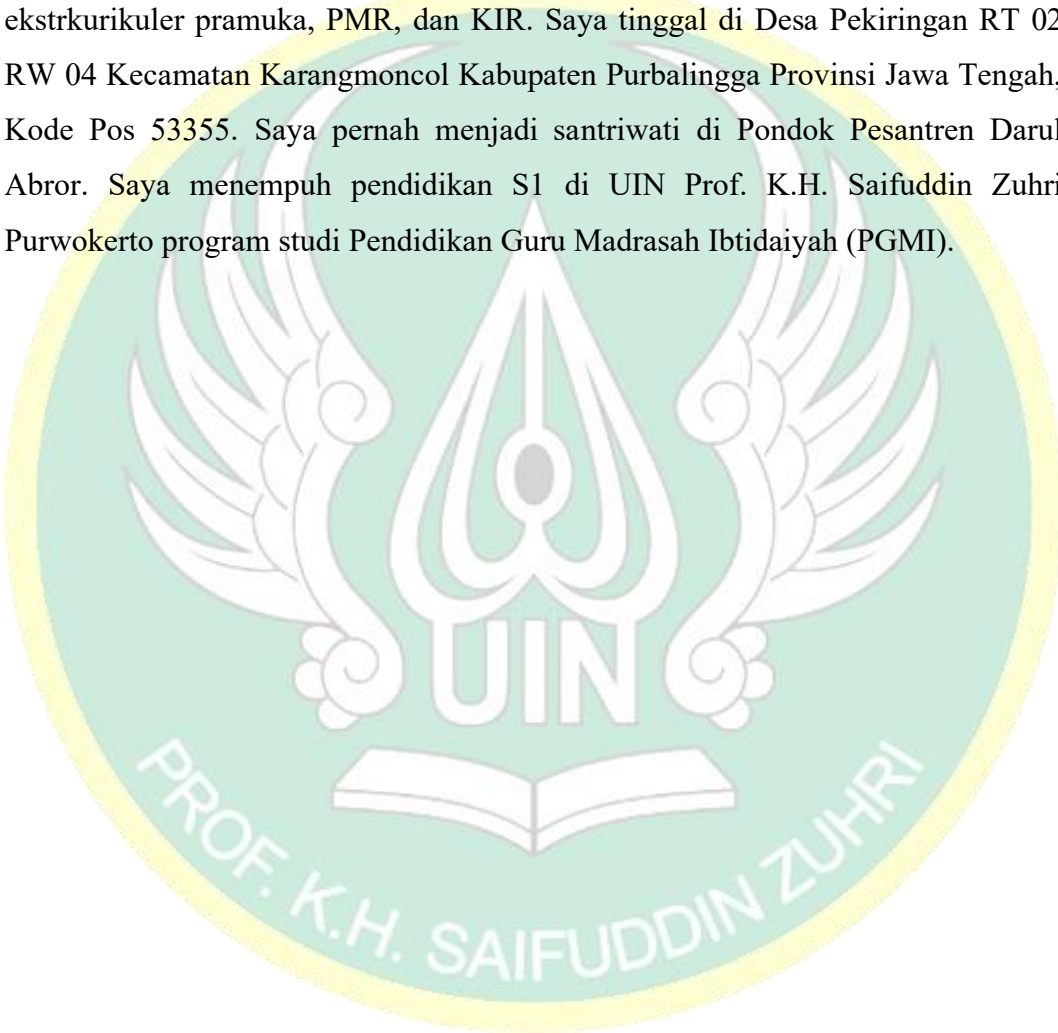 ekstrkurikuler pramuka, PMR, dan KIR. Saya tinggal di Desa Pekiringan RT 02
RW 04 Kecamatan Karangmoncol Kabupaten Purbalingga Provinsi Jawa Tengah,
Kode Pos 53355. Saya pernah menjadi santriwati di Pondok Pesantren Darul
Abror. Saya menempuh pendidikan S1 di UIN Prof. K.H. Saifuddin Zuhri
Purwokerto program studi Pendidikan Guru Madrasah Ibtidaiyah (PGMI).
UIN
PROF. K.H. SAIFUDDIN ZUHRI